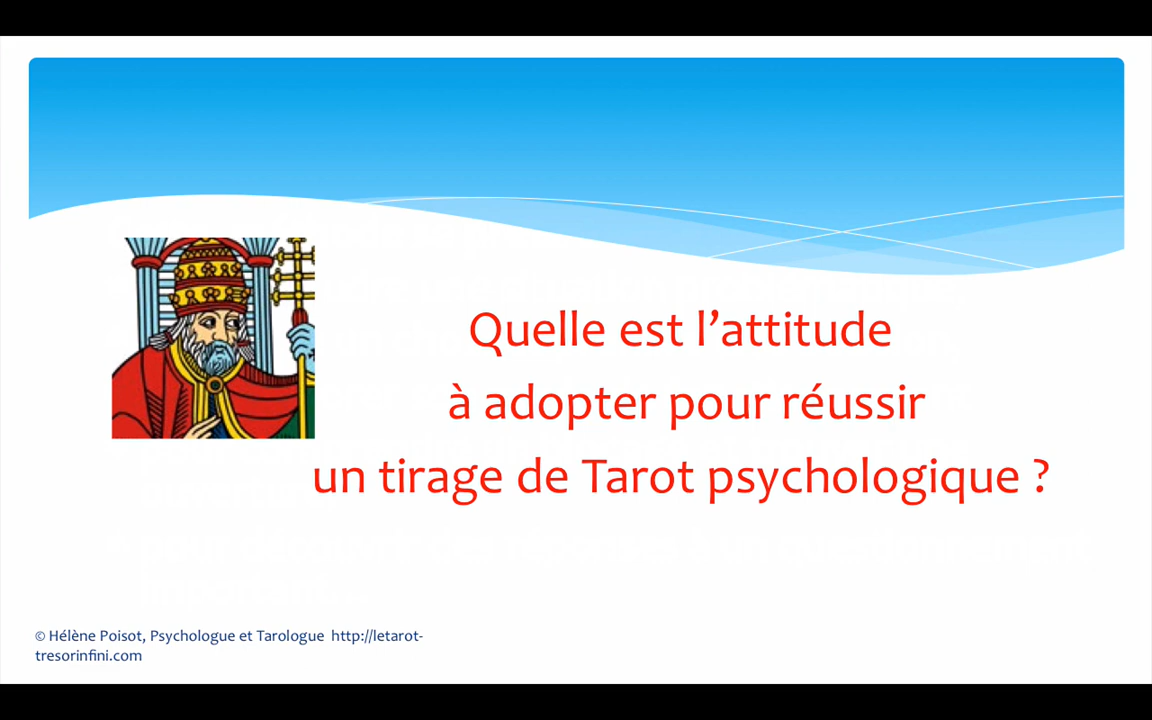 Quelle est l’attitude
à adopter pour réussir
un tirage de Tarot psychologique ?
© Hélène Poisot, Psychologue et Tarologue http://letarot-
tresorinfini.com